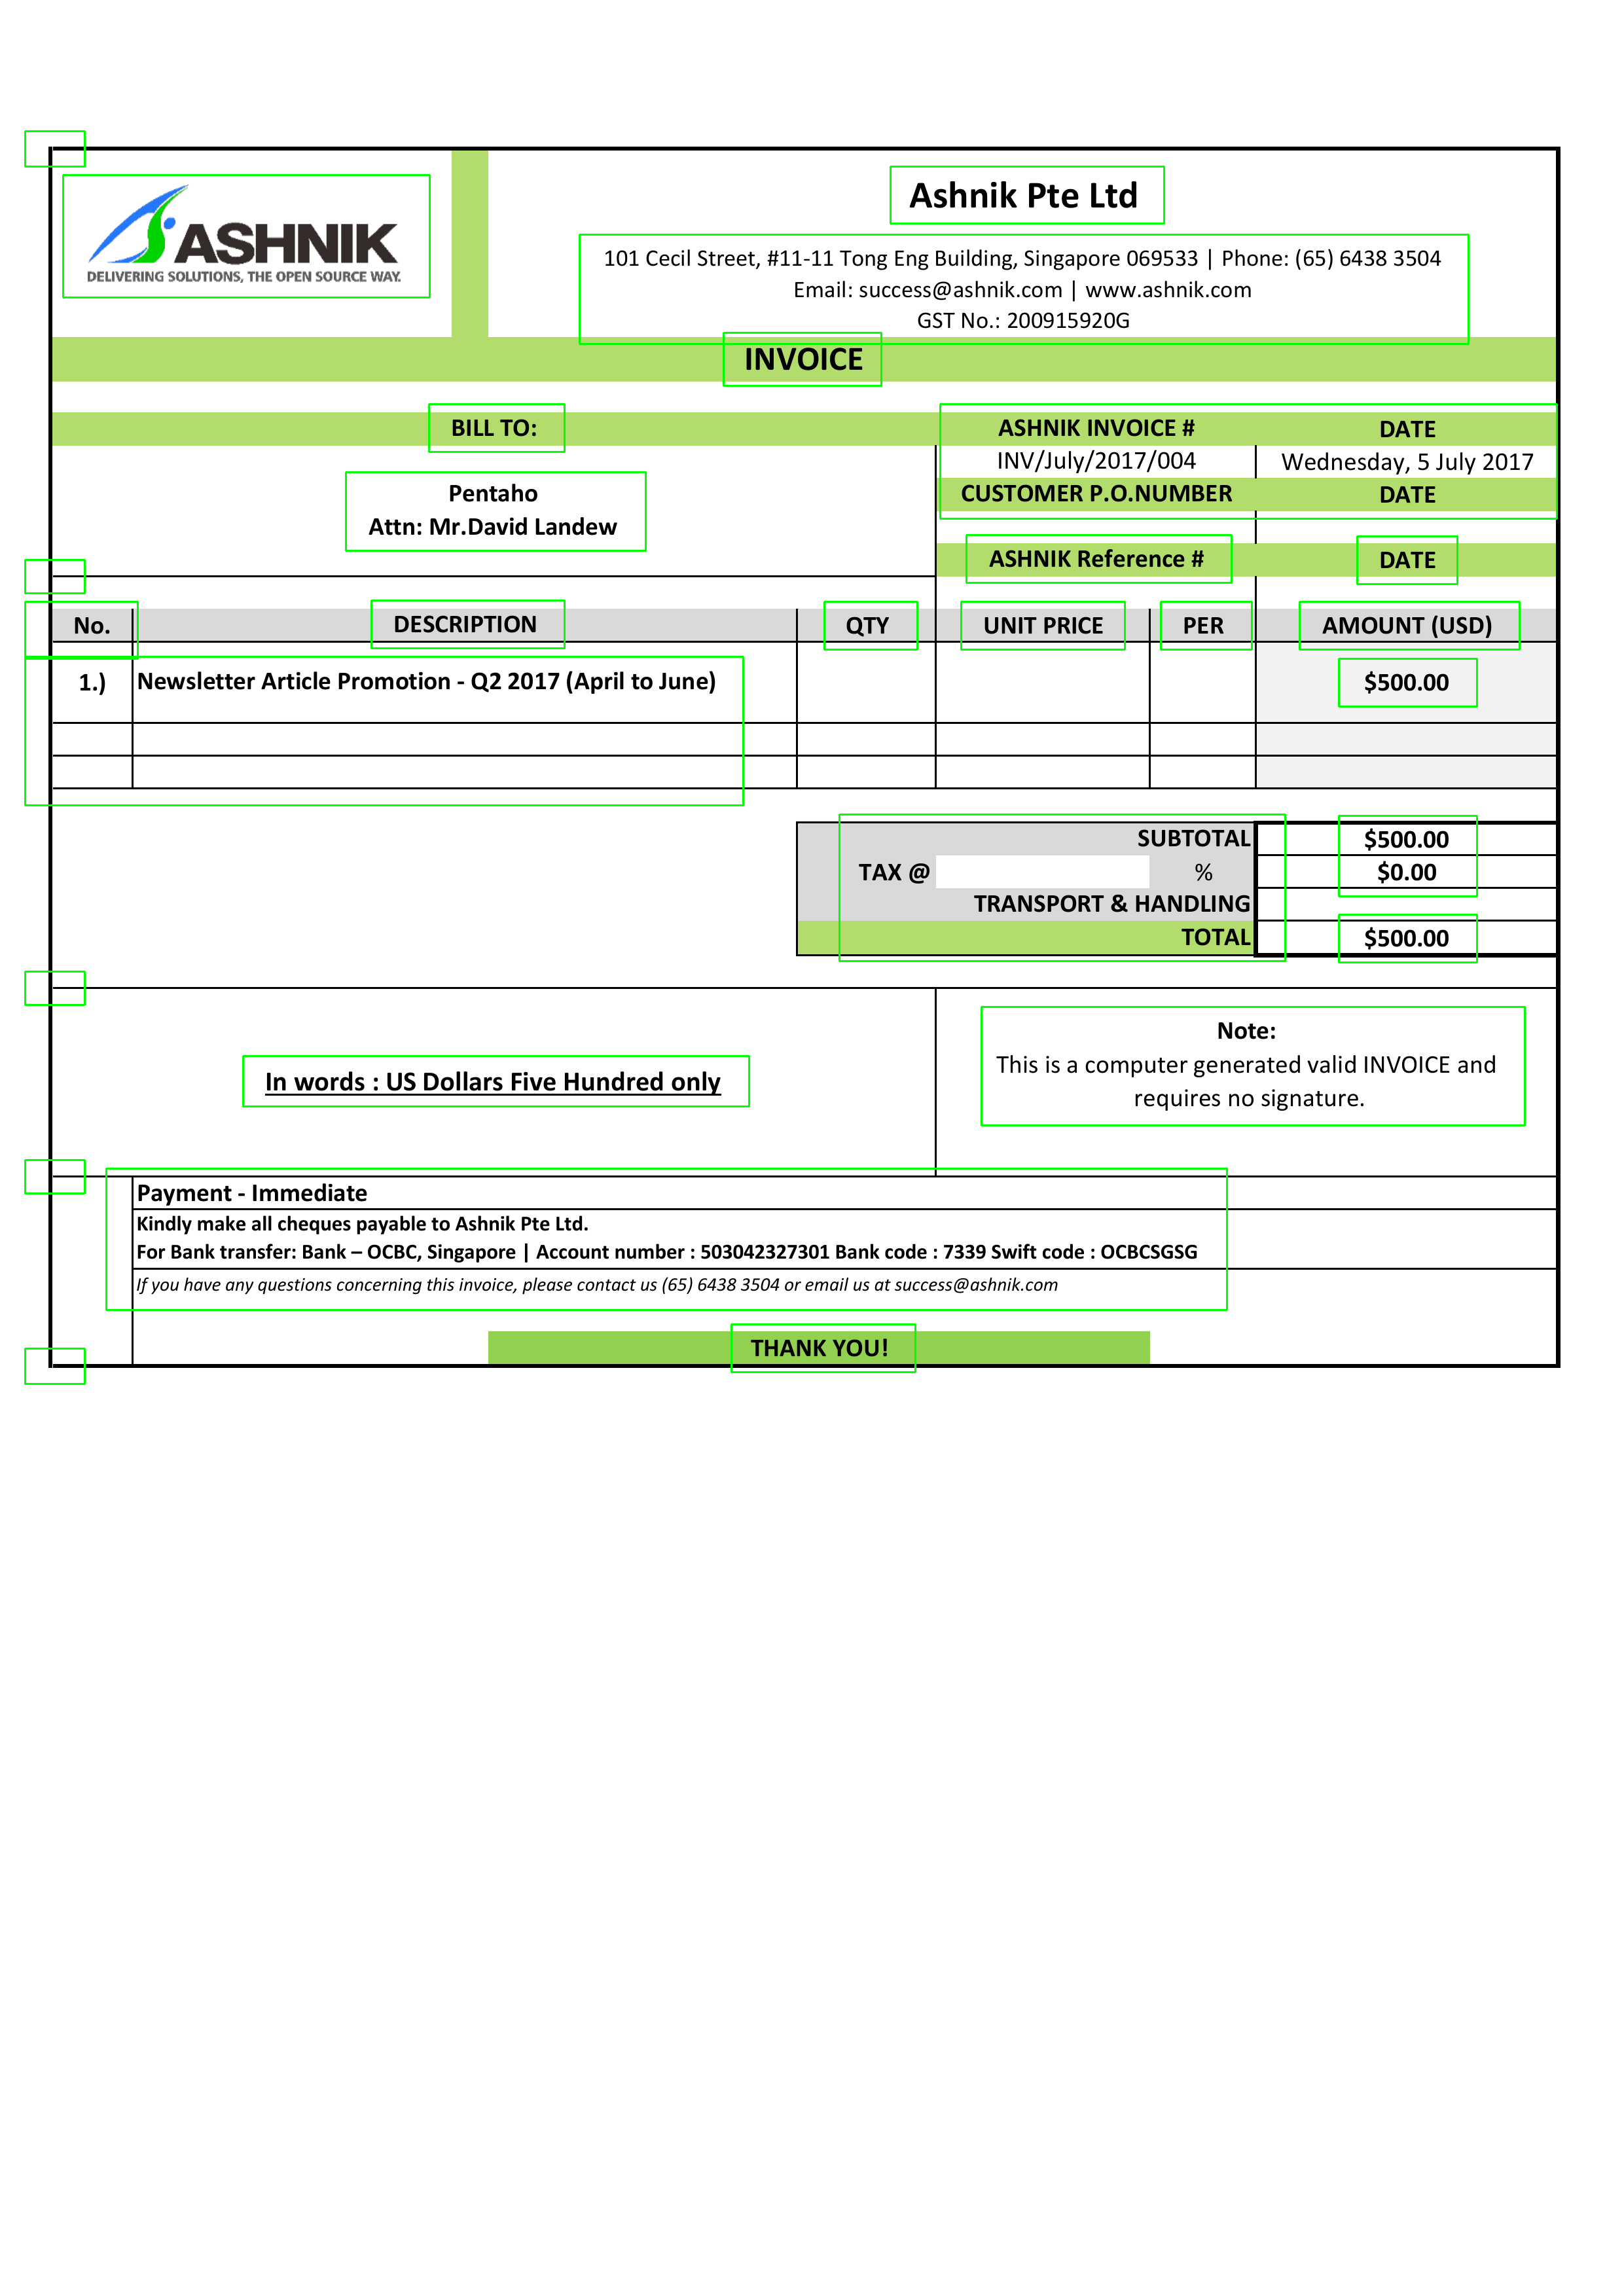 ASHNIK
DELIVERING SOLUTIONS, THE OPEN SOURCE WAY.
Ashnik Pte Ltd
101 Cecil Street, #11-11 Tong Eng Building, Singapore 069533 | Phone: (65) 6438 3504
Email: success@ashnik.com | www.ashnik.com
GST No.: 200915920G
INVOICE
BILL TO:
Pentaho
Attn: Mr.David Landew
ASHNIK INVOICE # DATE
INV/July/2017/004 Wednesday, 5 July 2017
CUSTOMER P.O.NUMBER DATE
ASHNIK Reference # DATE
No. DESCRIPTION QTY UNIT PRICE PER AMOUNT (USD)
1.) Newsletter Article Promotion - Q2 2017 (April to June) $500.00
SUBTOTAL $500.00
TAX @ % $0.00
TRANSPORT & HANDLING
TOTAL $500.00
In words : US Dollars Five Hundred only
Note:
This is a computer generated valid INVOICE and
requires no signature.
Payment - Immediate
Kindly make all cheques payable to Ashnik Pte Ltd.
For Bank transfer: Bank – OCBC, Singapore | Account number : 503042327301 Bank code : 7339 Swift code : OCBCSGSG
If you have any questions concerning this invoice, please contact us (65) 6438 3504 or email us at success@ashnik.com
THANK YOU!